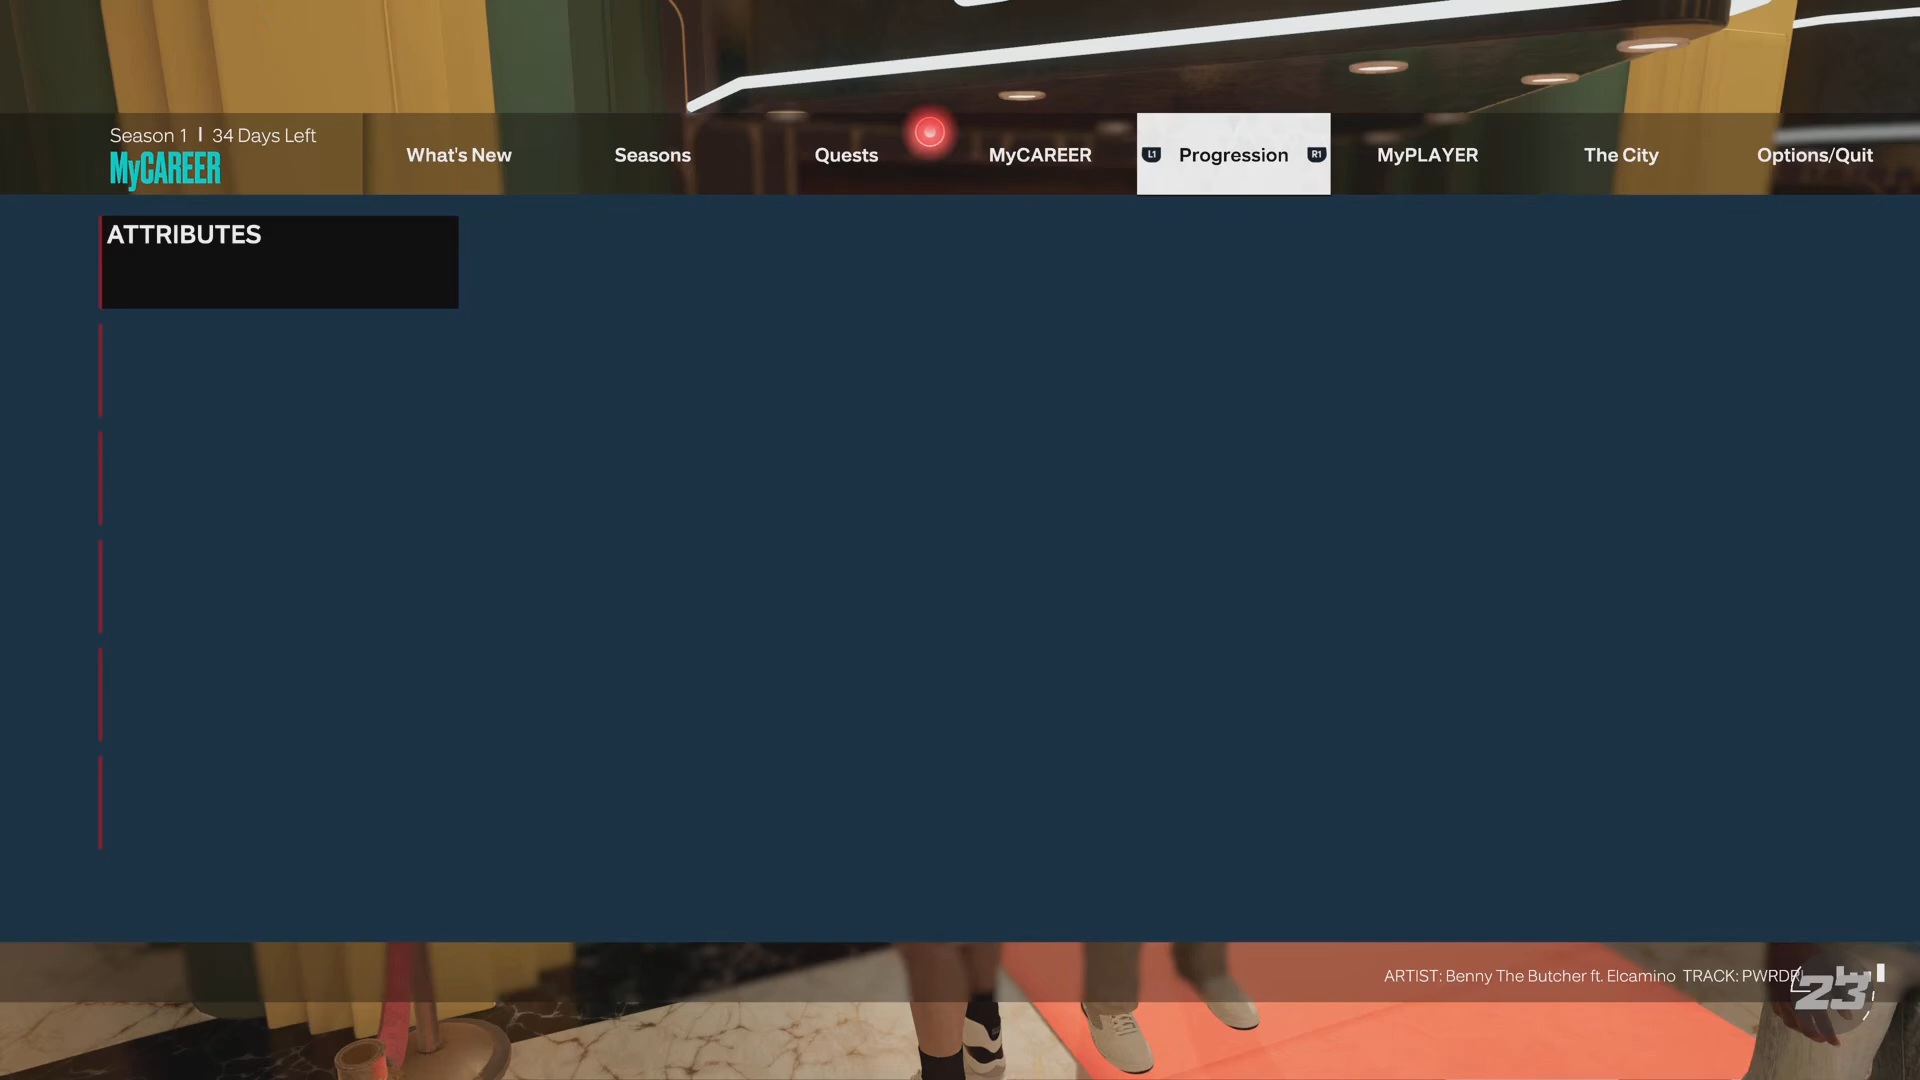 Season 1 | 34 Days Left
MyCAREER
What's New
Seasons
Quests
MyCAREER
L1 Progression R1
MyPLAYER
The City
Options/Quit
ATTRIBUTES
ARTIST: Benny The Butcher ft. Elcamino TRACK: PWRDR
23